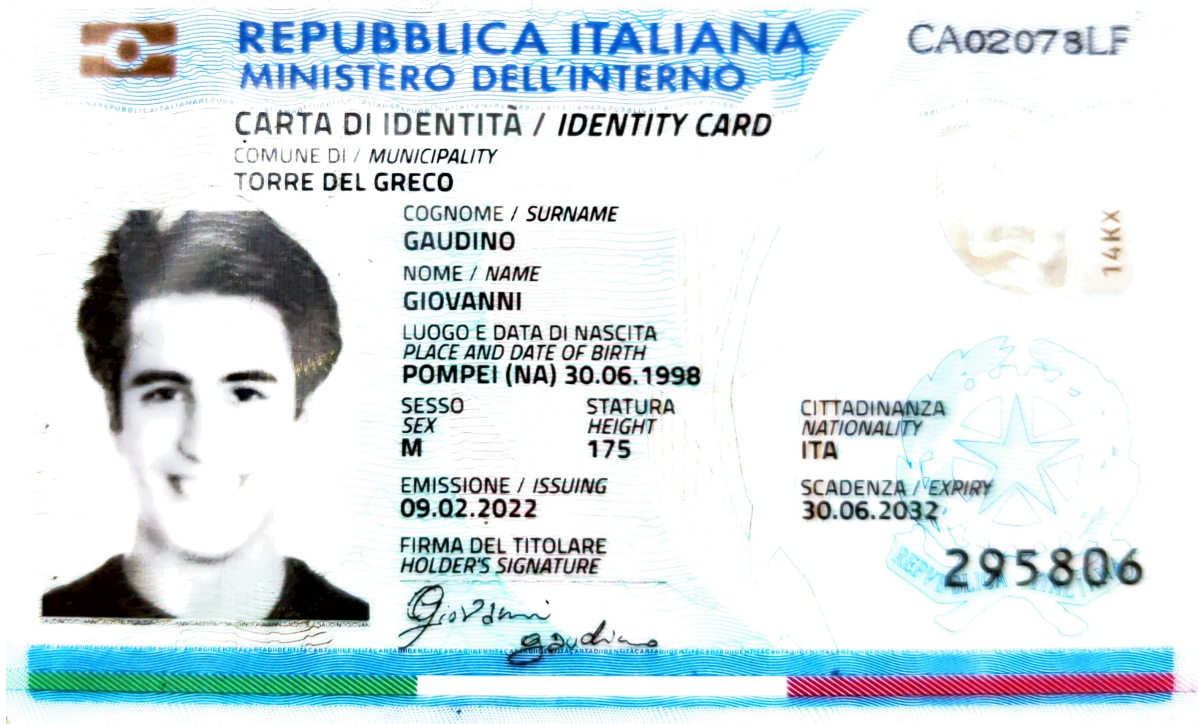 REPUBBLICA ITALIANA
MINISTERO DELL'INTERNO
CA02078LF
CARTA DI IDENTITÀ / IDENTITY CARD
COMUNE DI / MUNICIPALITY
TORRE DEL GRECO
COGNOME / SURNAME
GAUDINO
NOME / NAME
GIOVANNI
14KX
LUOGO E DATA DI NASCITA
PLACE AND DATE OF BIRTH
POMPEI (NA) 30.06.1998
SESSO STATURA CITTADINANZA
SEX HEIGHT NATIONALITY
M 175 ITA
EMISSIONE / ISSUING SCADENZA / EXPIRY
09.02.2022 30.06.2032
FIRMA DEL TITOLARE
HOLDER'S SIGNATURE
295806
Giovanni
gaudino